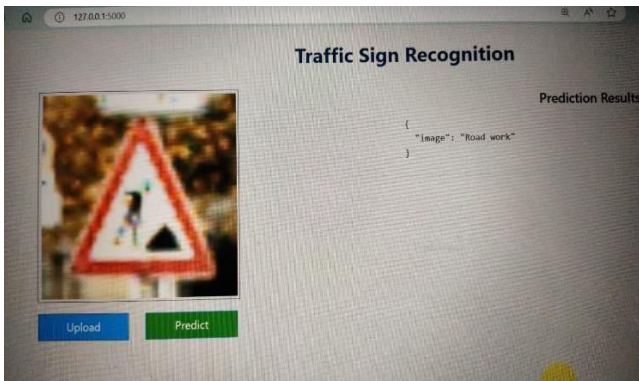 127.0.0.1:5000
Traffic Sign Recognition
Prediction Results
{
"image": "Road work"
}
Upload
Predict